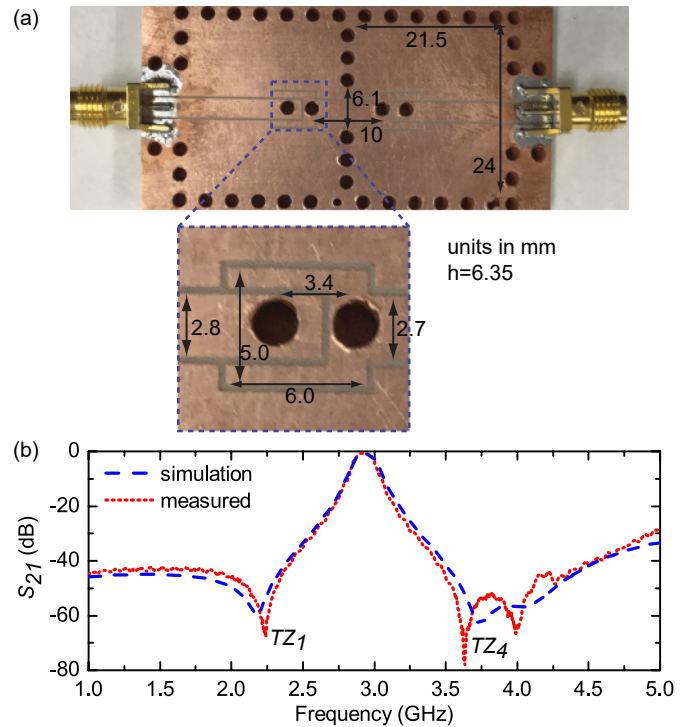 (a)
21.5
6.1
10
24
units in mm
h=6.35
3.4
2.8
2.7
5.0
6.0
(b)
0
-20
-40
-60
-80
S21 (dB)
simulation
measured
TZ1
TZ4
1.0 1.5 2.0 2.5 3.0 3.5 4.0 4.5 5.0
Frequency (GHz)